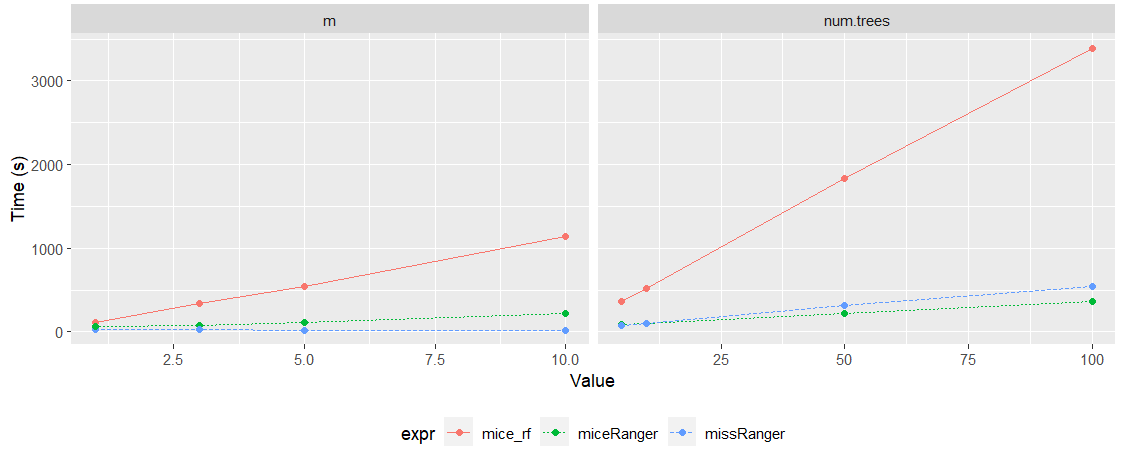 m
num.trees
3000
2000
1000
0
Time (s)
2.5 5.0 7.5 10.0
25 50 75 100
Value
expr mice_rf miceRanger missRanger